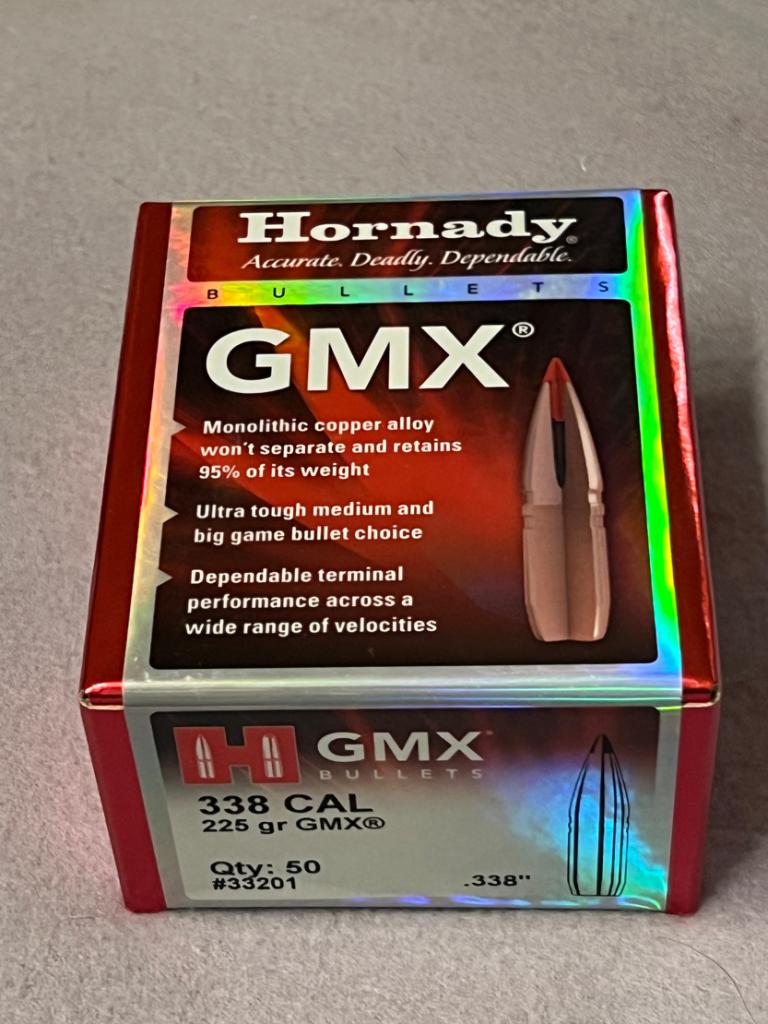 Hornady®
Accurate. Deadly. Dependable.
BULLETS
GMX®
Monolithic copper alloy
won't separate and retains
95% of its weight
Ultra tough medium and
big game bullet choice
Dependable terminal
performance across a
wide range of velocities
H GMX
BULLETS
338 CAL
225 gr GMX®
Qty: 50
#33201 .338"